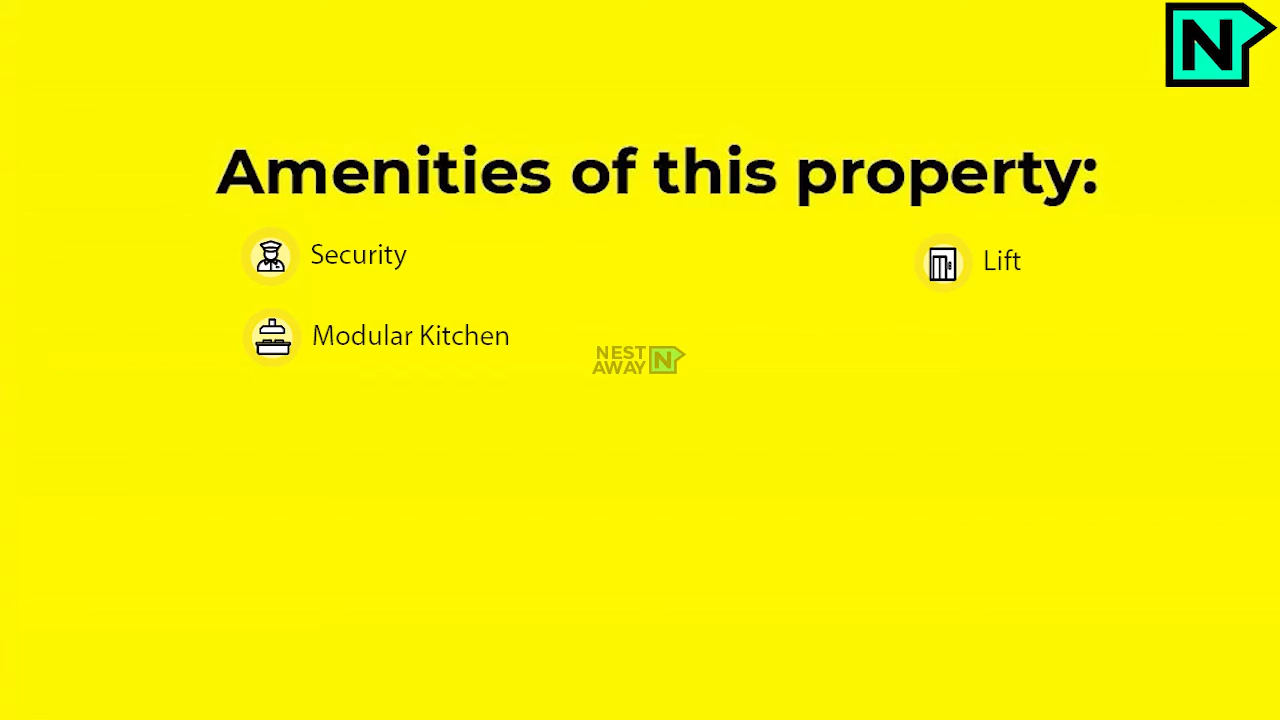 N
Amenities of this property:
Security
Lift
Modular Kitchen
NEST
AWAY N